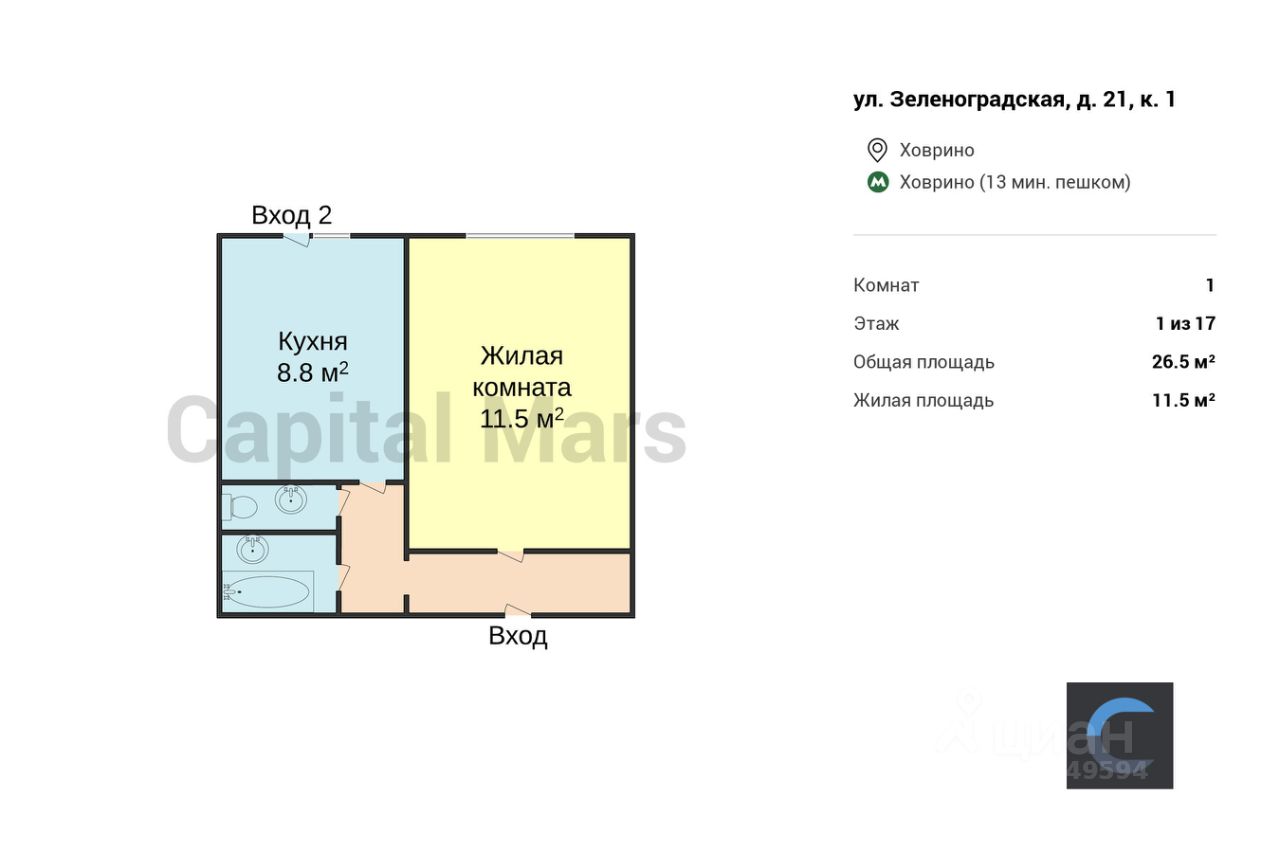 ул. Зеленоградская, д. 21, к. 1
Ховрино
Ховрино (13 мин. пешком)
Комнат 1
Этаж 1 из 17
Общая площадь 26.5 м²
Жилая площадь 11.5 м²
Вход 2
Кухня
8.8 м²
Жилая
комната
11.5 м²
Capital Mars
Вход
циан
49594